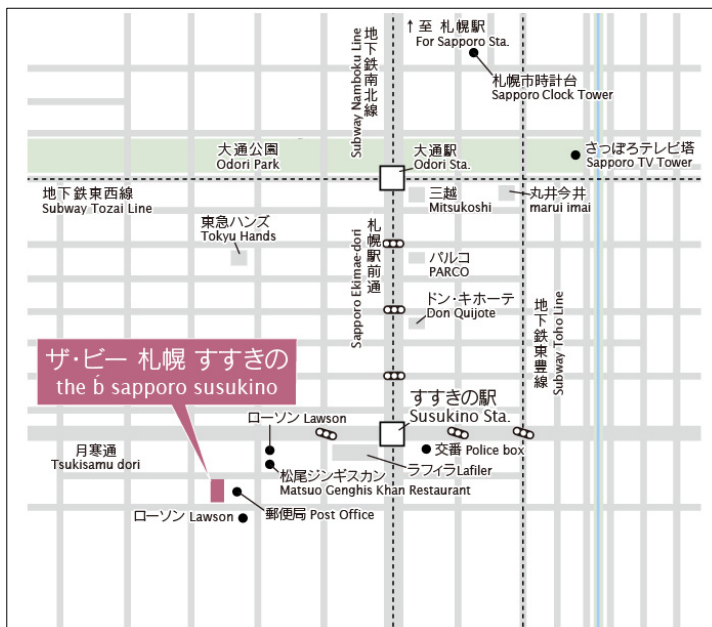 ↑至 札幌駅
For Sapporo Sta.
地下鉄南北線
Subway Namboku Line
札幌市時計台
Sapporo Clock Tower
大通公園
Odori Park
大通駅
Odori Sta.
さっぽろテレビ塔
Sapporo TV Tower
地下鉄東西線
Subway Tozai Line
三越
Mitsukoshi
丸井今井
marui imai
東急ハンズ
Tokyu Hands
札幌駅前通
Sapporo Ekimae-dori
パルコ
PARCO
ドン・キホーテ
Don Quijote
地下鉄東豊線
Subway Toho Line
ザ・ビー 札幌 すすきの
the b sapporo susukino
すすきの駅
Susukino Sta.
ローソン Lawson
月寒通
Tsukisamu dori
交番 Police box
松尾ジンギスカン
Matsuo Genghis Khan Restaurant
ラフィラ Lafiler
郵便局 Post Office
ローソン Lawson